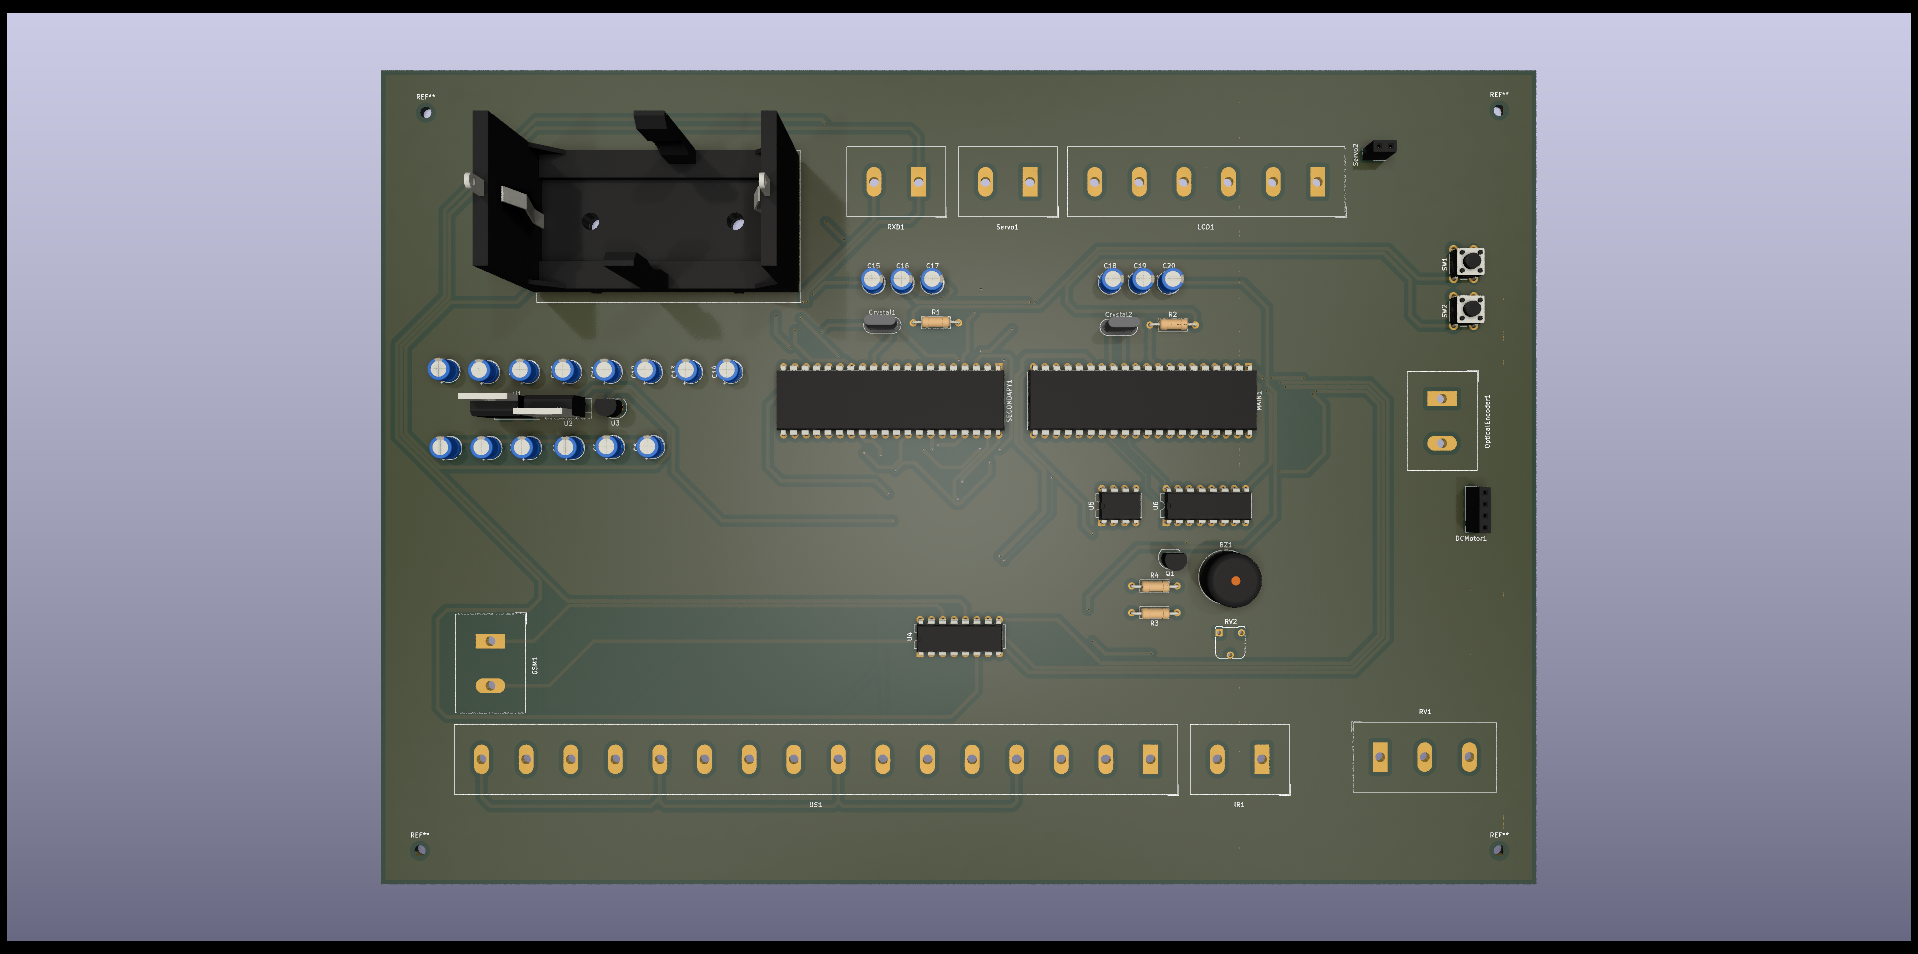 REF**
REF**
Servo2
RXD1
Servo1
LCD1
SW1
C15
C16
C17
C18
C19
C20
SW2
Crystal1
R1
Crystal2
R2
SECONDARY1
MAIN1
U2
U3
OpticalEncoder1
U5
U6
DCMotor1
BZ1
Q1
R4
R3
RV2
U4
GSM1
RV1
US1
IR1
REF**
REF**